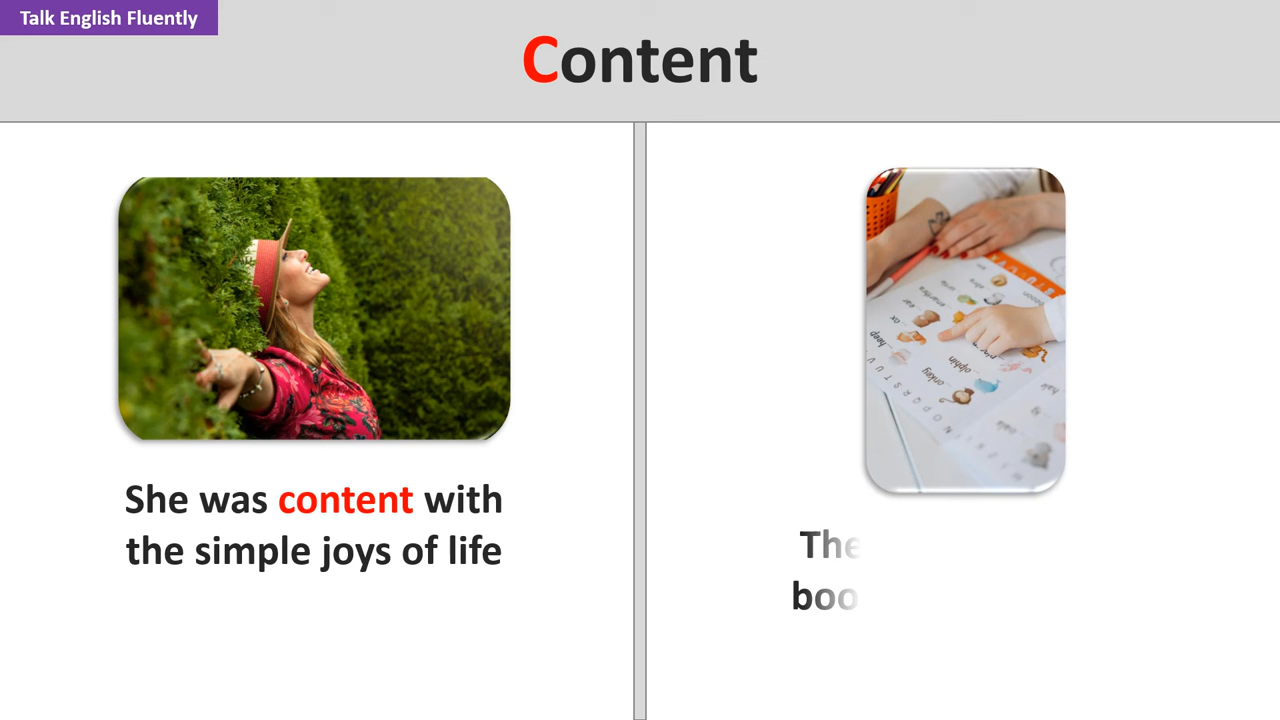 Talk English Fluently
Content
She was content with
the simple joys of life
The
boo